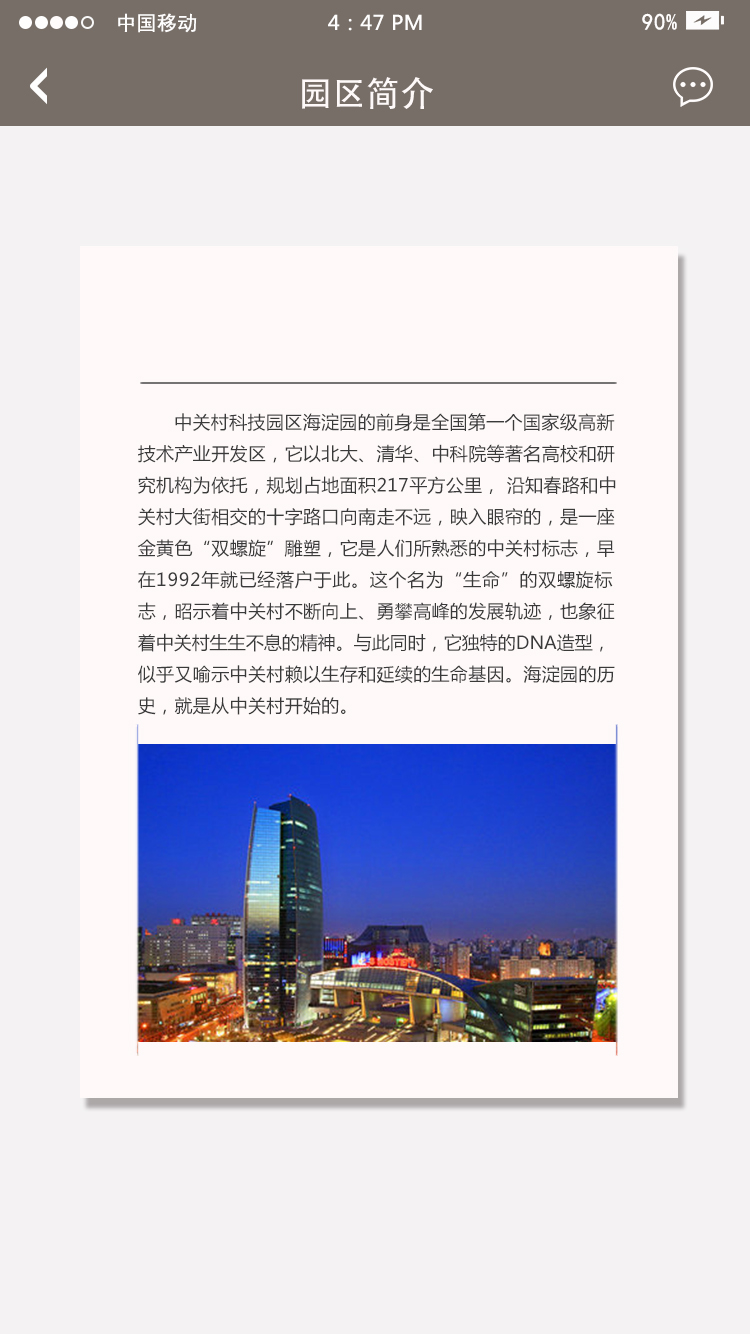 中国移动
4 : 47 PM
90%
园区简介
中关村科技园区海淀园的前身是全国第一个国家级高新
技术产业开发区，它以北大、清华、中科院等著名高校和研
究机构为依托，规划占地面积217平方公里， 沿知春路和中
关村大街相交的十字路口向南走不远，映入眼帘的，是一座
金黄色“双螺旋”雕塑，它是人们所熟悉的中关村标志，早
在1992年就已经落户于此。这个名为“生命”的双螺旋标
志，昭示着中关村不断向上、勇攀高峰的发展轨迹，也象征
着中关村生生不息的精神。与此同时，它独特的DNA造型，
似乎又喻示中关村赖以生存和延续的生命基因。海淀园的历
史，就是从中关村开始的。